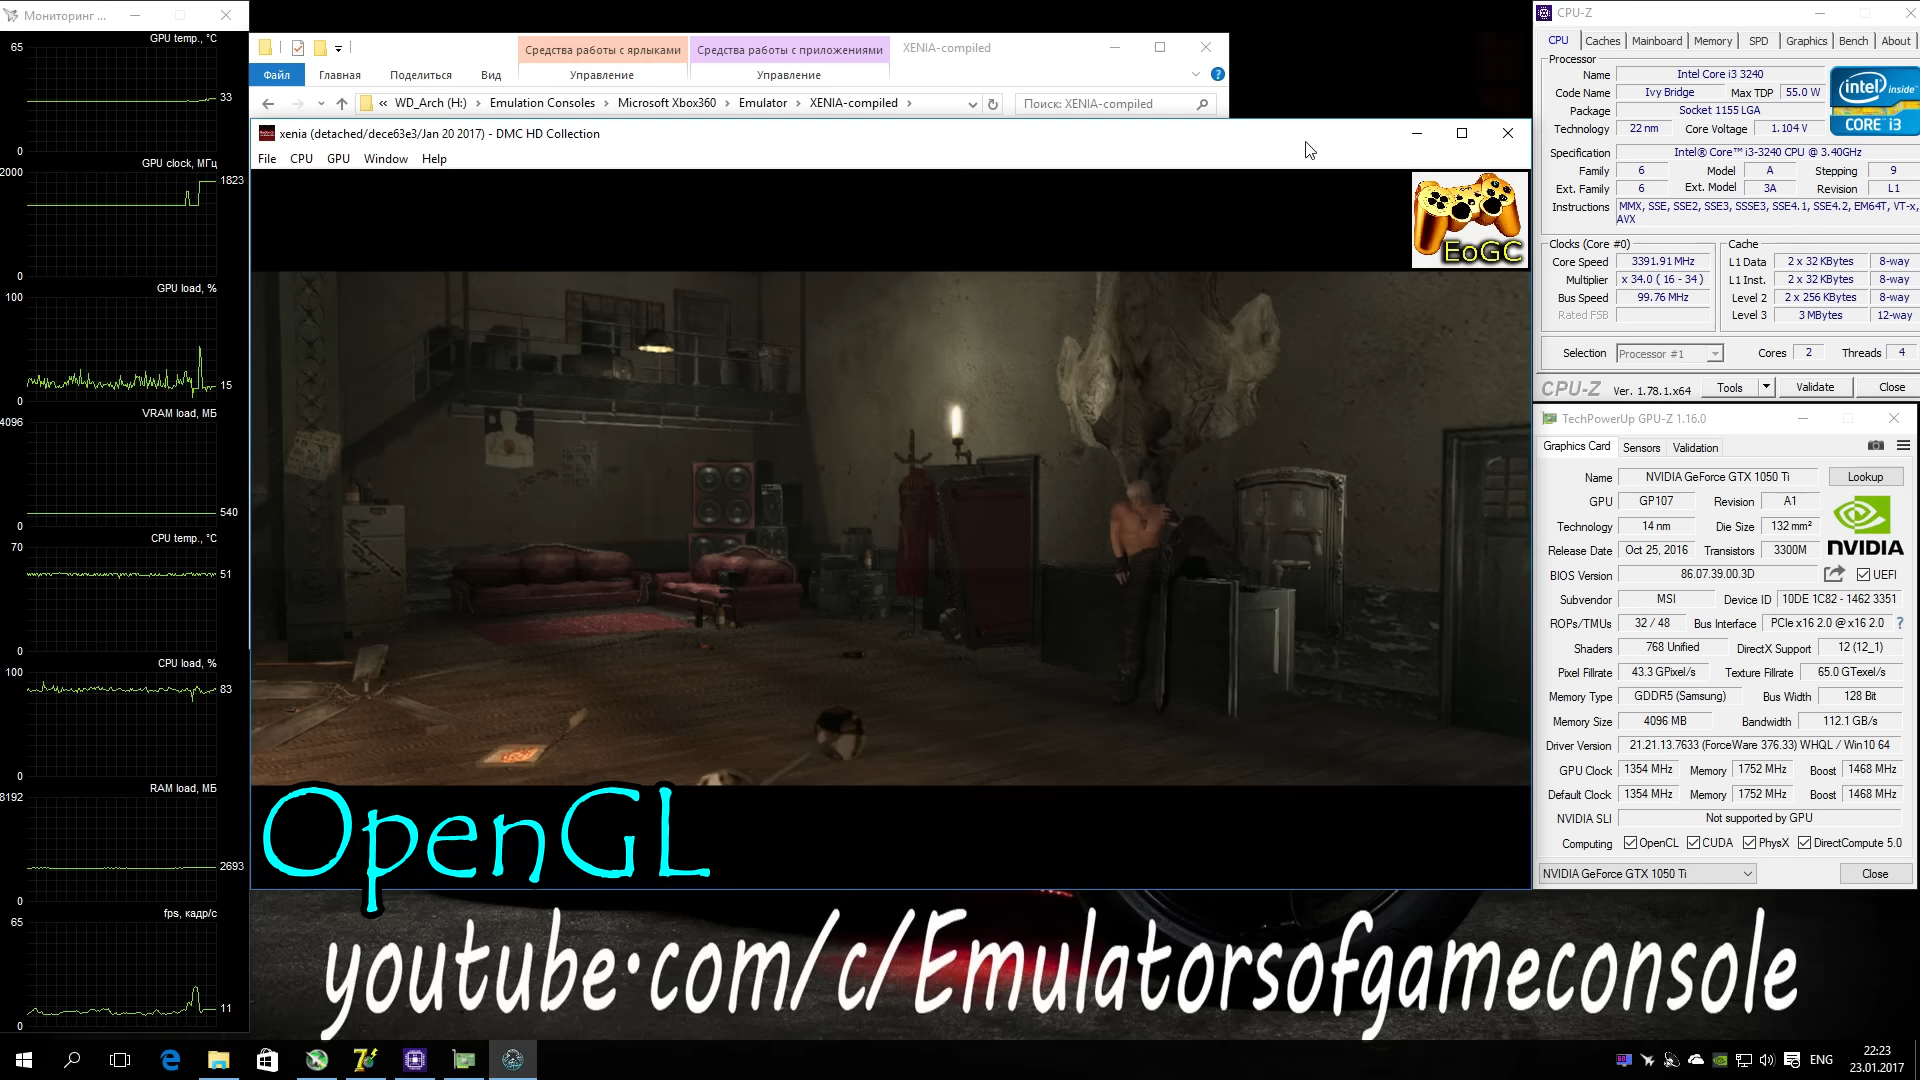 Мониторинг ...
GPU temp., °C
65
33
0
GPU clock, МГц
2000
1823
0
GPU load, %
100
15
0
VRAM load, МБ
4096
540
0
CPU temp., °C
70
51
0
CPU load, %
100
83
0
RAM load, МБ
8192
2693
0
fps, кадр/с
65
11
0
Средства работы с ярлыками
Средства работы с приложениями
XENIA-compiled
Файл
Главная
Поделиться
Вид
Управление
Управление
« WD_Arch (H:) › Emulation Consoles › Microsoft Xbox360 › Emulator › XENIA-compiled ›
Поиск: XENIA-compiled
xenia (detached/dece63e3/Jan 20 2017) - DMC HD Collection
File CPU GPU Window Help
EoGC
OpenGL
youtube.com/c/Emulatorsofgameconsole
CPU-Z
CPU Caches Mainboard Memory SPD Graphics Bench About
Processor
Name Intel Core i3 3240
Code Name Ivy Bridge Max TDP 55.0 W
Package Socket 1155 LGA
Technology 22 nm Core Voltage 1.104 V
intel inside™
CORE i3
Specification Intel® Core™ i3-3240 CPU @ 3.40GHz
Family 6 Model A Stepping 9
Ext. Family 6 Ext. Model 3A Revision L1
Instructions MMX, SSE, SSE2, SSE3, SSSE3, SSE4.1, SSE4.2, EM64T, VT-x,
AVX
Clocks (Core #0)
Core Speed 3391.91 MHz
Multiplier x 34.0 ( 16 - 34 )
Bus Speed 99.76 MHz
Rated FSB
Cache
L1 Data 2 x 32 KBytes 8-way
L1 Inst. 2 x 32 KBytes 8-way
Level 2 2 x 256 KBytes 8-way
Level 3 3 MBytes 12-way
Selection Processor #1 Cores 2 Threads 4
CPU-Z Ver. 1.78.1.x64 Tools Validate Close
TechPowerUp GPU-Z 1.16.0
Graphics Card Sensors Validation
Name NVIDIA GeForce GTX 1050 Ti Lookup
GPU GP107 Revision A1
Technology 14 nm Die Size 132 mm²
Release Date Oct 25, 2016 Transistors 3300M
NVIDIA
BIOS Version 86.07.39.00.3D UEFI
Subvendor MSI Device ID 10DE 1C82 - 1462 3351
ROPs/TMUs 32 / 48 Bus Interface PCIe x16 2.0 @ x16 2.0 ?
Shaders 768 Unified DirectX Support 12 (12_1)
Pixel Fillrate 43.3 GPixel/s Texture Fillrate 65.0 GTexel/s
Memory Type GDDR5 (Samsung) Bus Width 128 Bit
Memory Size 4096 MB Bandwidth 112.1 GB/s
Driver Version 21.21.13.7633 (ForceWare 376.33) WHQL / Win10 64
GPU Clock 1354 MHz Memory 1752 MHz Boost 1468 MHz
Default Clock 1354 MHz Memory 1752 MHz Boost 1468 MHz
NVIDIA SLI Not supported by GPU
Computing OpenCL CUDA PhysX DirectCompute 5.0
NVIDIA GeForce GTX 1050 Ti Close
ENG
22:23
23.01.2017